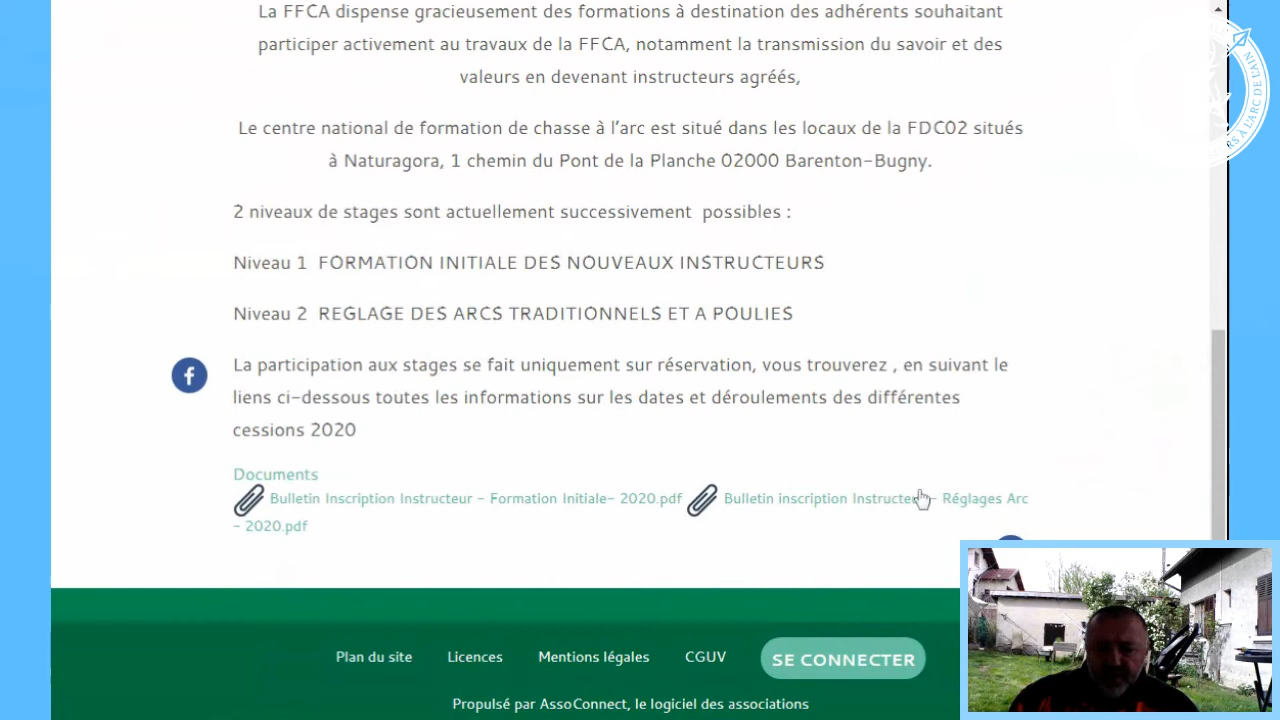 La FFCA dispense gracieusement des formations à destination des adhérents souhaitant
participer activement au travaux de la FFCA, notamment la transmission du savoir et des
valeurs en devenant instructeurs agréés,
Le centre national de formation de chasse à l'arc est situé dans les locaux de la FDC02 situés
à Naturagora, 1 chemin du Pont de la Planche 02000 Barenton-Bugny.
2 niveaux de stages sont actuellement successivement possibles :
Niveau 1 FORMATION INITIALE DES NOUVEAUX INSTRUCTEURS
Niveau 2 REGLAGE DES ARCS TRADITIONNELS ET A POULIES
La participation aux stages se fait uniquement sur réservation, vous trouverez , en suivant le
liens ci-dessous toutes les informations sur les dates et déroulements des différentes
cessions 2020
Documents
Bulletin Inscription Instructeur - Formation Initiale- 2020.pdf Bulletin inscription Instructeur - Réglages Arc
- 2020.pdf
Plan du site Licences Mentions légales CGUV SE CONNECTER
Propulsé par AssoConnect, le logiciel des associations
RS À L'ARC DE L'AIN